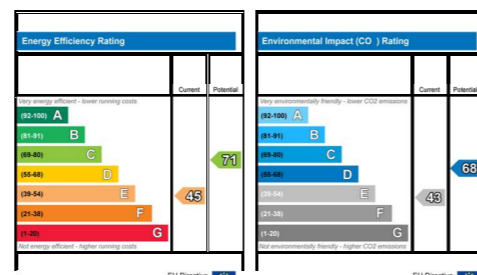 Energy Efficiency Rating
Current Potential
Very energy efficient - lower running costs
(92-100) A
(81-91) B
(69-80) C
(55-68) D
(39-54) E
(21-38) F
(1-20) G
Not energy efficient - higher running costs
45
71
EU Directive
Environmental Impact (CO ) Rating
Current Potential
Very environmentally friendly - lower CO2 emissions
(92-100) A
(81-91) B
(69-80) C
(55-68) D
(39-54) E
(21-38) F
(1-20) G
Not environmentally friendly - higher CO2 emissions
43
68
EU Directive